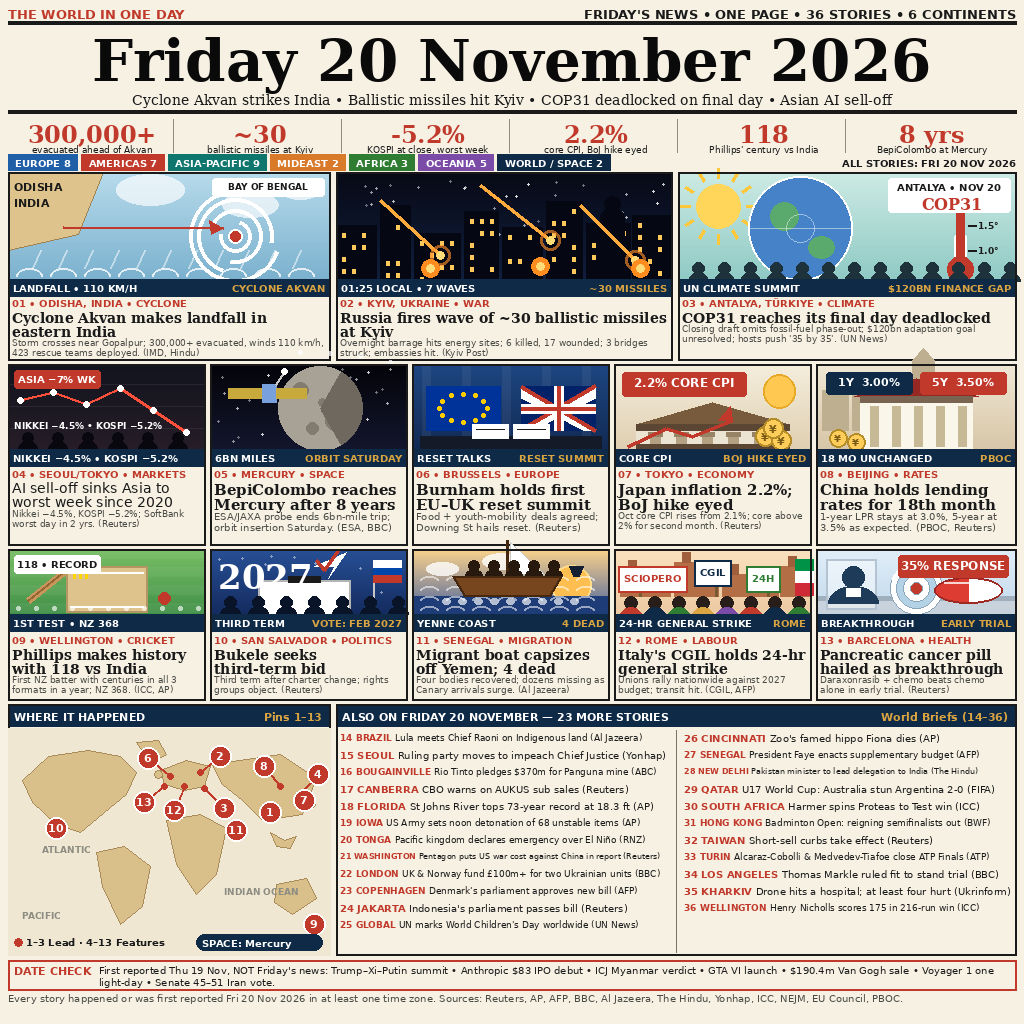 THE WORLD IN ONE DAY
FRIDAY'S NEWS • ONE PAGE • 36 STORIES • 6 CONTINENTS
Friday 20 November 2026
Cyclone Akvan strikes India • Ballistic missiles hit Kyiv • COP31 deadlocked on final day • Asian AI sell-off
300,000+
evacuated ahead of Akvan
~30
ballistic missiles at Kyiv
-5.2%
KOSPI at close, worst week
2.2%
core CPI, BoJ hike eyed
118
Phillips' century vs India
8 yrs
BepiColombo at Mercury
EUROPE 8
AMERICAS 7
ASIA-PACIFIC 9
MIDEAST 2
AFRICA 3
OCEANIA 5
WORLD / SPACE 2
ALL STORIES: FRI 20 NOV 2026
ODISHA
INDIA
BAY OF BENGAL
LANDFALL • 110 KM/H
CYCLONE AKVAN
01 • ODISHA, INDIA • CYCLONE
Cyclone Akvan makes landfall in
eastern India
Storm crosses near Gopalpur; 300,000+ evacuated, winds 110 km/h,
423 rescue teams deployed. (IMD, Hindu)
01:25 LOCAL • 7 WAVES
~30 MISSILES
02 • KYIV, UKRAINE • WAR
Russia fires wave of ~30 ballistic missiles
at Kyiv
Overnight barrage hits energy sites; 6 killed, 17 wounded; 3 bridges
struck; embassies hit. (Kyiv Post)
ANTALYA • NOV 20
COP31
1.5°
1.0°
UN CLIMATE SUMMIT
$120BN FINANCE GAP
03 • ANTALYA, TÜRKIYE • CLIMATE
COP31 reaches its final day deadlocked
Closing draft omits fossil-fuel phase-out; $120bn adaptation goal
unresolved; hosts push '35 by 35'. (UN News)
ASIA −7% WK
NIKKEI −4.5% • KOSPI −5.2%
NIKKEI −4.5% • KOSPI −5.2%
04 • SEOUL/TOKYO • MARKETS
AI sell-off sinks Asia to
worst week since 2020
Nikkei −4.5%, KOSPI −5.2%; SoftBank
worst day in 2 yrs. (Reuters)
6BN MILES
ORBIT SATURDAY
05 • MERCURY • SPACE
BepiColombo reaches
Mercury after 8 years
ESA/JAXA probe ends 6bn-mile trip;
orbit insertion Saturday. (ESA, BBC)
RESET TALKS
RESET SUMMIT
06 • BRUSSELS • EUROPE
Burnham holds first
EU–UK reset summit
Food + youth-mobility deals agreed;
Downing St hails reset. (Reuters)
2.2% CORE CPI
¥
¥
¥
CORE CPI
BOJ HIKE EYED
07 • TOKYO • ECONOMY
Japan inflation 2.2%;
BoJ hike eyed
Oct core CPI rises from 2.1%; core above
2% for second month. (Reuters)
1Y 3.00%
5Y 3.50%
¥
¥
18 MO UNCHANGED
PBOC
08 • BEIJING • RATES
China holds lending
rates for 18th month
1-year LPR stays at 3.0%, 5-year at
3.5% as expected. (PBOC, Reuters)
118 • RECORD
1ST TEST • NZ 368
09 • WELLINGTON • CRICKET
Phillips makes history
with 118 vs India
First NZ batter with centuries in all 3
formats in a year; NZ 368. (ICC, AP)
2027
THIRD TERM
VOTE: FEB 2027
10 • SAN SALVADOR • POLITICS
Bukele seeks
third-term bid
Third term after charter change; rights
groups object. (Reuters)
YENNE COAST
4 DEAD
11 • SENEGAL • MIGRATION
Migrant boat capsizes
off Yemen; 4 dead
Four bodies recovered; dozens missing as
Canary arrivals surge. (Al Jazeera)
SCIOPERO
CGIL
24H
24-HR GENERAL STRIKE
ROME
12 • ROME • LABOUR
Italy's CGIL holds 24-hr
general strike
Unions rally nationwide against 2027
budget; transit hit. (CGIL, AFP)
35% RESPONSE
BREAKTHROUGH
EARLY TRIAL
13 • BARCELONA • HEALTH
Pancreatic cancer pill
hailed as breakthrough
Daraxonrasib + chemo beats chemo
alone in early trial. (Reuters)
WHERE IT HAPPENED
Pins 1–13
6
2
8
4
13
12
3
1
7
10
11
ATLANTIC
INDIAN OCEAN
PACIFIC
9
1–3 Lead · 4–13 Features
SPACE: Mercury
ALSO ON FRIDAY 20 NOVEMBER — 23 MORE STORIES
World Briefs (14–36)
14 BRAZIL Lula meets Chief Raoni on Indigenous land (Al Jazeera)
15 SEOUL Ruling party moves to impeach Chief Justice (Yonhap)
16 BOUGAINVILLE Rio Tinto pledges $370m for Panguna mine (ABC)
17 CANBERRA CBO warns on AUKUS sub sales (Reuters)
18 FLORIDA St Johns River tops 73-year record at 18.3 ft (AP)
19 IOWA US Army sets noon detonation of 68 unstable items (AP)
20 TONGA Pacific kingdom declares emergency over El Niño (RNZ)
21 WASHINGTON Pentagon puts US war cost against China in report (Reuters)
22 LONDON UK & Norway fund £100m+ for two Ukrainian units (BBC)
23 COPENHAGEN Denmark's parliament approves new bill (AFP)
24 JAKARTA Indonesia's parliament passes bill (Reuters)
25 GLOBAL UN marks World Children's Day worldwide (UN News)
26 CINCINNATI Zoo's famed hippo Fiona dies (AP)
27 SENEGAL President Faye enacts supplementary budget (AFP)
28 NEW DELHI Pakistan minister to lead delegation to India (The Hindu)
29 QATAR U17 World Cup: Australia stun Argentina 2-0 (FIFA)
30 SOUTH AFRICA Harmer spins Proteas to Test win (ICC)
31 HONG KONG Badminton Open: reigning semifinalists out (BWF)
32 TAIWAN Short-sell curbs take effect (Reuters)
33 TURIN Alcaraz-Cobolli & Medvedev-Tiafoe close ATP Finals (ATP)
34 LOS ANGELES Thomas Markle ruled fit to stand trial (BBC)
35 KHARKIV Drone hits a hospital; at least four hurt (Ukrinform)
36 WELLINGTON Henry Nicholls scores 175 in 216-run win (ICC)
DATE CHECK First reported Thu 19 Nov, NOT Friday's news: Trump–Xi–Putin summit • Anthropic $83 IPO debut • ICJ Myanmar verdict • GTA VI launch • $190.4m Van Gogh sale • Voyager 1 one
light-day • Senate 45–51 Iran vote.
Every story happened or was first reported Fri 20 Nov 2026 in at least one time zone. Sources: Reuters, AP, AFP, BBC, Al Jazeera, The Hindu, Yonhap, ICC, NEJM, EU Council, PBOC.